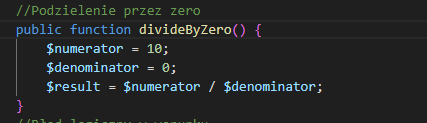 //Podzielenie przez zero
public function divideByZero() {
    $numerator = 10;
    $denominator = 0;
    $result = $numerator / $denominator;
}